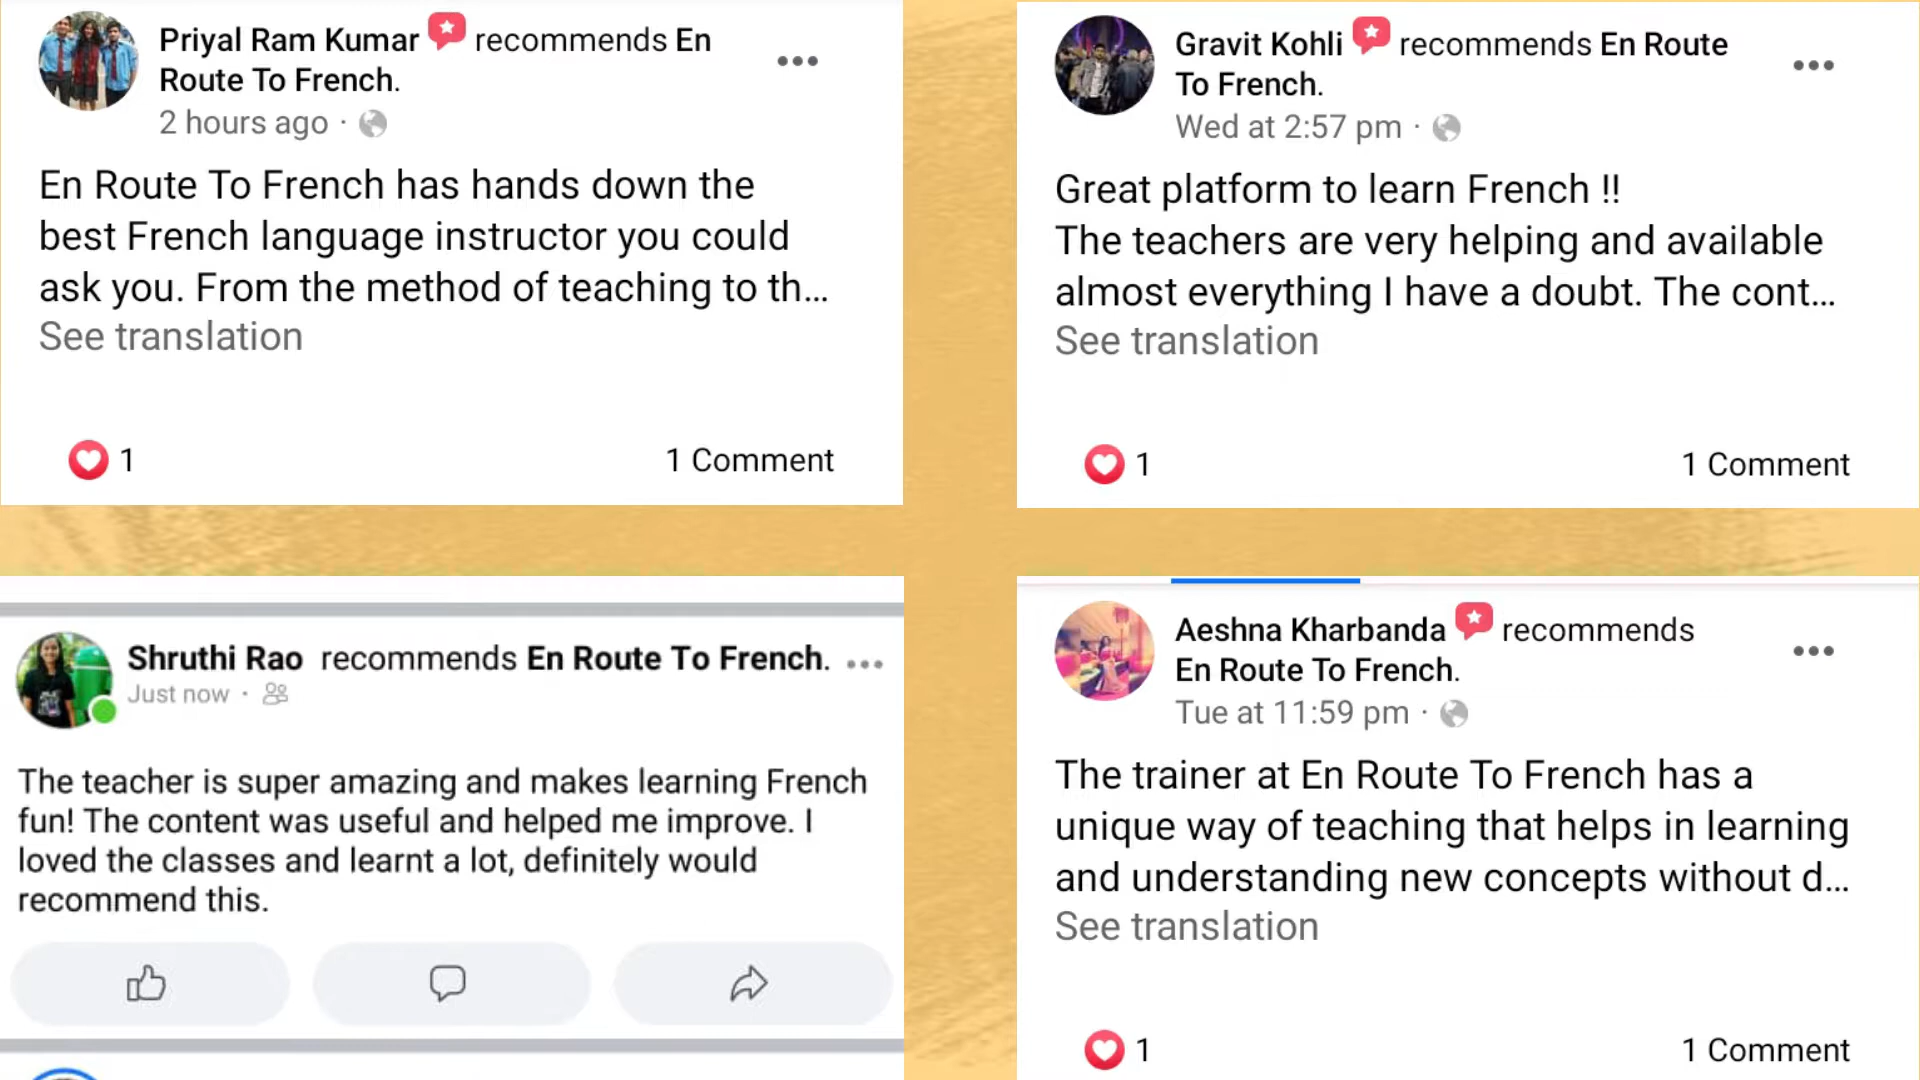 Priyal Ram Kumar recommends En
Route To French.
2 hours ago ·
En Route To French has hands down the
best French language instructor you could
ask you. From the method of teaching to th...
See translation
1 1 Comment
Gravit Kohli recommends En Route
To French.
Wed at 2:57 pm ·
Great platform to learn French !!
The teachers are very helping and available
almost everything I have a doubt. The cont...
See translation
1 1 Comment
Shruthi Rao recommends En Route To French.
Just now ·
The teacher is super amazing and makes learning French
fun! The content was useful and helped me improve. I
loved the classes and learnt a lot, definitely would
recommend this.
Aeshna Kharbanda recommends
En Route To French.
Tue at 11:59 pm ·
The trainer at En Route To French has a
unique way of teaching that helps in learning
and understanding new concepts without d...
See translation
1 1 Comment